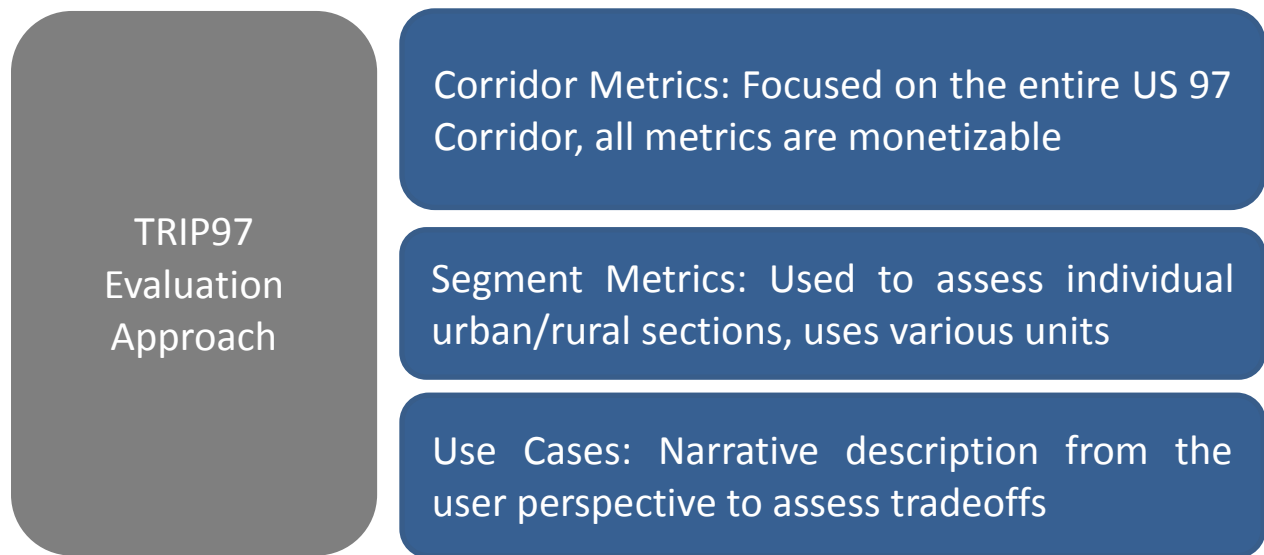 TRIP97
Evaluation
Approach
Corridor Metrics: Focused on the entire US 97
Corridor, all metrics are monetizable
Segment Metrics: Used to assess individual
urban/rural sections, uses various units
Use Cases: Narrative description from the
user perspective to assess tradeoffs